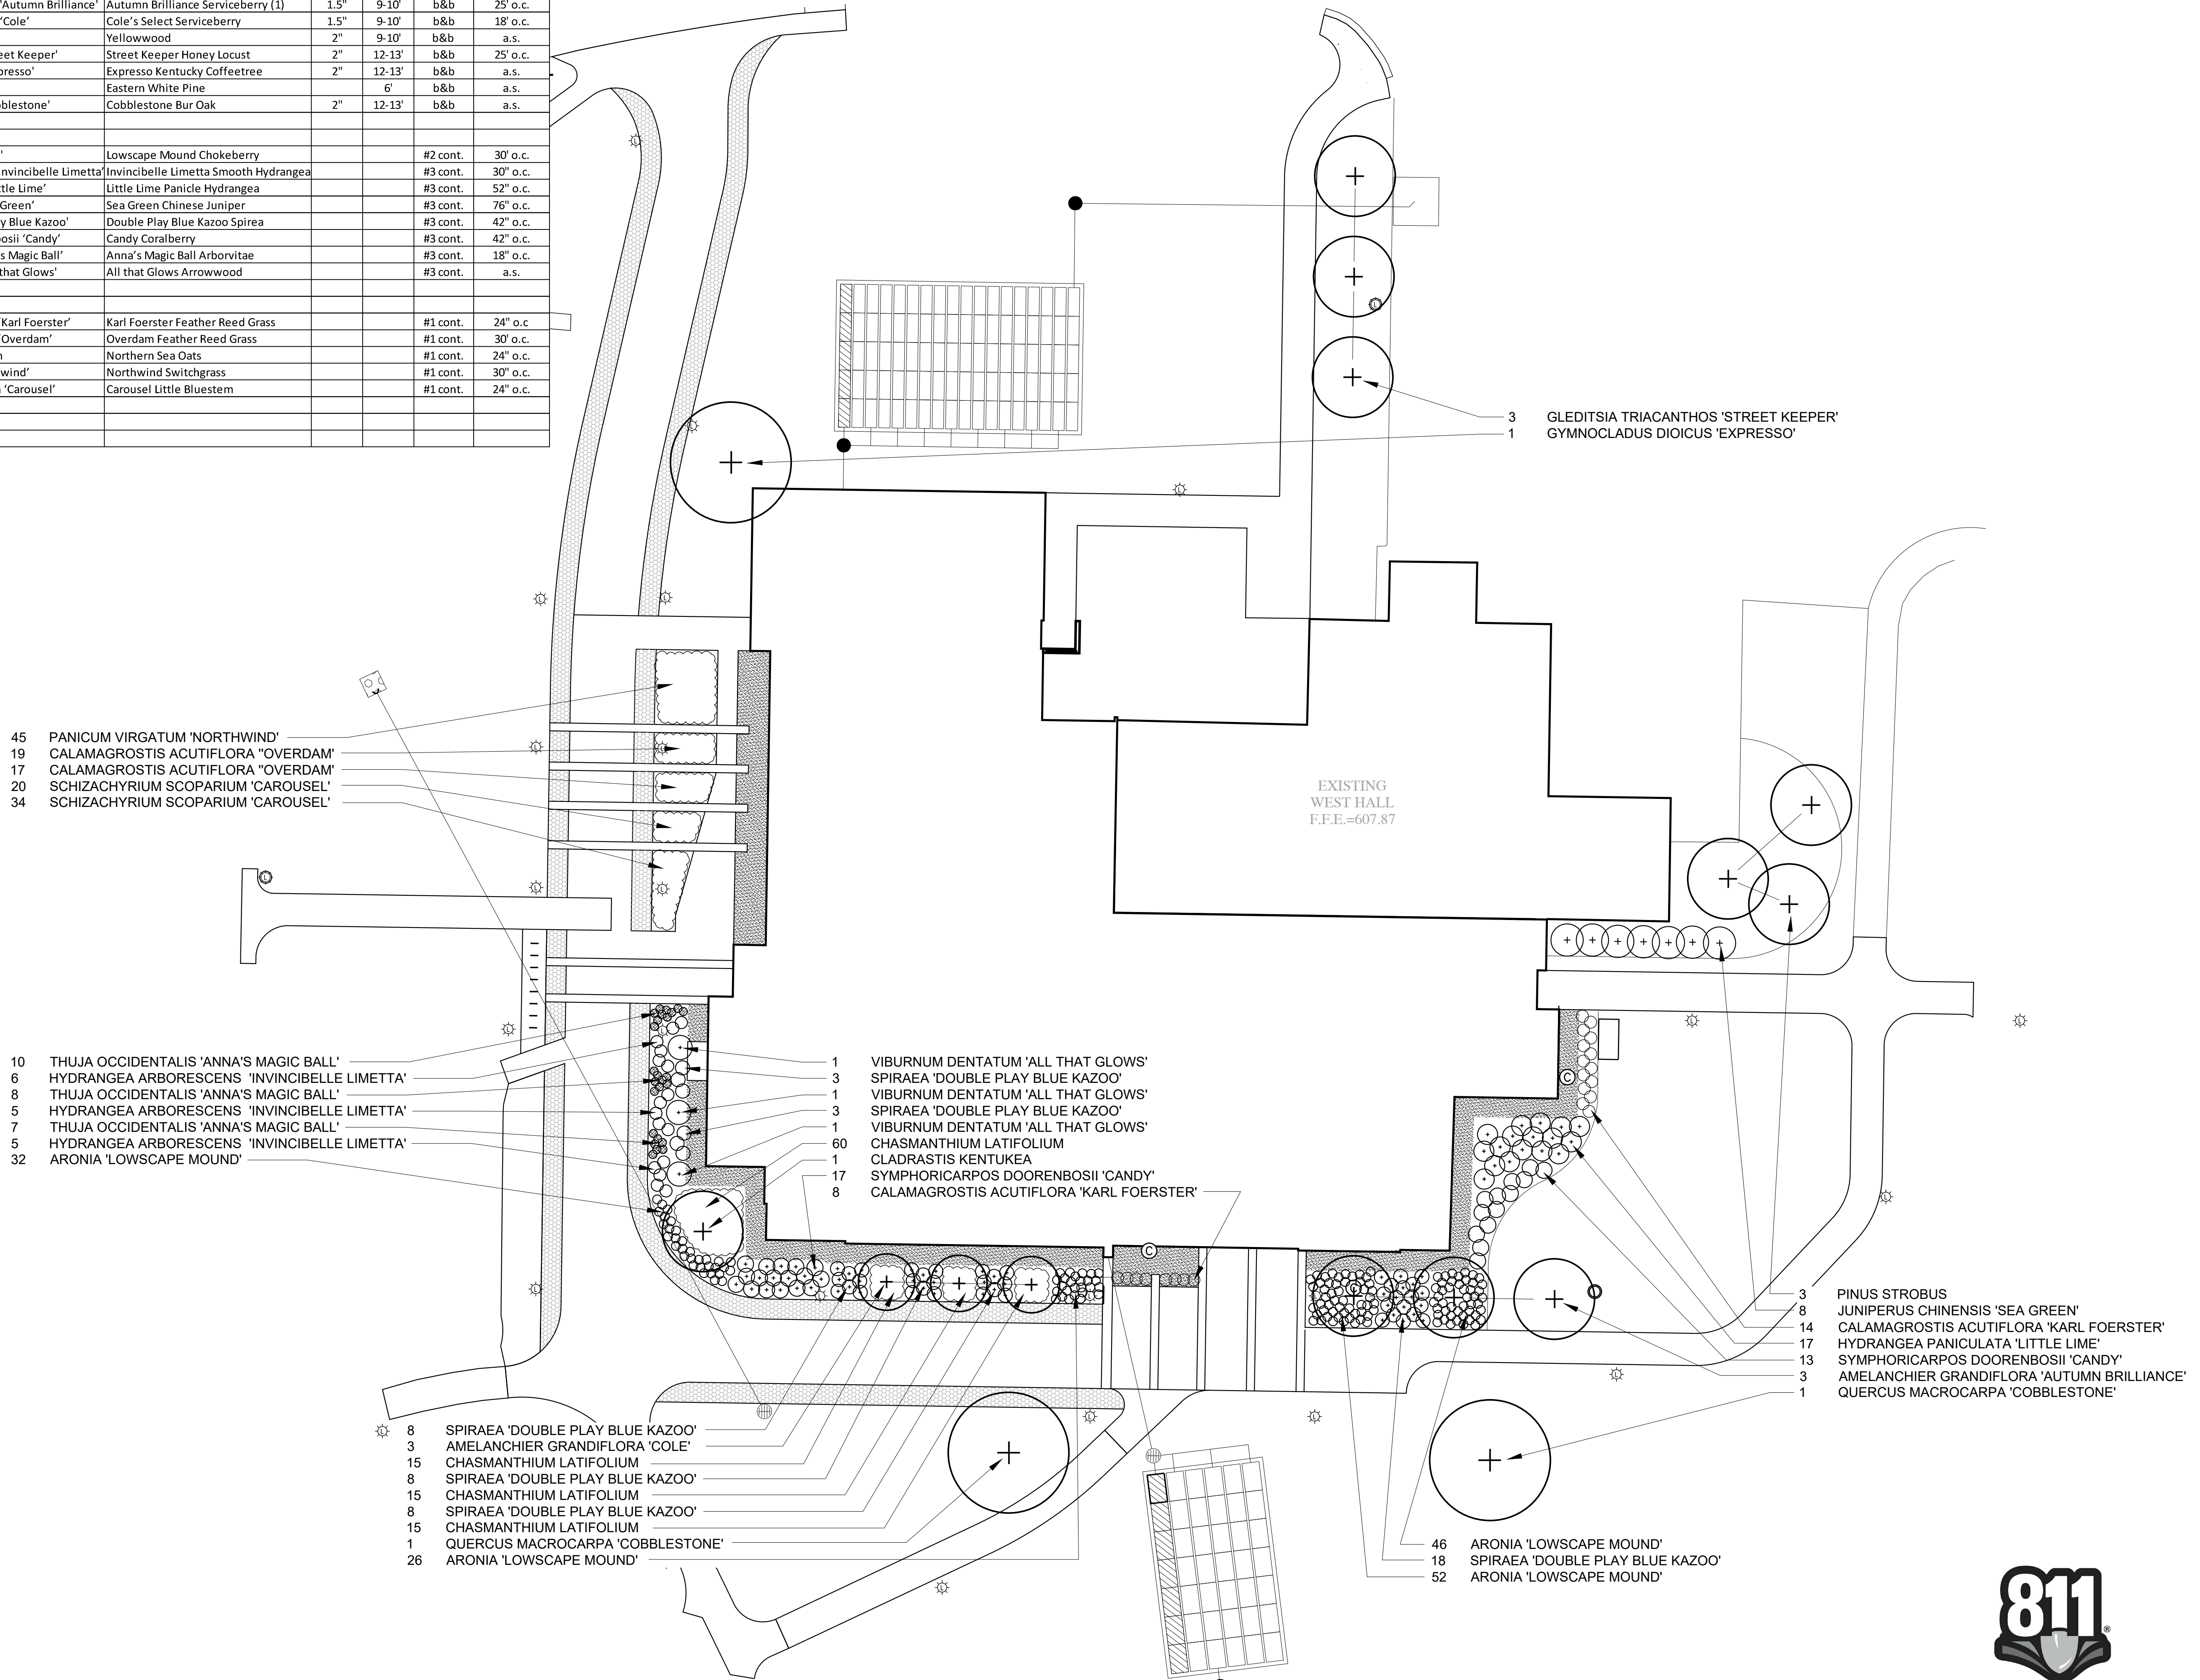 'Autumn Brilliance' Autumn Brilliance Serviceberry (1) 1.5" 9-10' b&b 25' o.c.
'Cole' Cole's Select Serviceberry 1.5" 9-10' b&b 18' o.c.
Yellowwood 2" 9-10' b&b a.s.
eet Keeper' Street Keeper Honey Locust 2" 12-13' b&b 25' o.c.
presso' Expresso Kentucky Coffeetree 2" 12-13' b&b a.s.
Eastern White Pine 6' b&b a.s.
bblestone' Cobblestone Bur Oak 2" 12-13' b&b a.s.
' Lowscape Mound Chokeberry #2 cont. 30' o.c.
Invincibelle Limetta' Invincibelle Limetta Smooth Hydrangea #3 cont. 30" o.c.
ttle Lime' Little Lime Panicle Hydrangea #3 cont. 52" o.c.
Green' Sea Green Chinese Juniper #3 cont. 76" o.c.
y Blue Kazoo' Double Play Blue Kazoo Spirea #3 cont. 42" o.c.
osii 'Candy' Candy Coralberry #3 cont. 42" o.c.
s Magic Ball' Anna's Magic Ball Arborvitae #3 cont. 18" o.c.
that Glows' All that Glows Arrowwood #3 cont. a.s.
'Karl Foerster' Karl Foerster Feather Reed Grass #1 cont. 24" o.c
'Overdam' Overdam Feather Reed Grass #1 cont. 30' o.c.
n Northern Sea Oats #1 cont. 24" o.c.
wind' Northwind Switchgrass #1 cont. 30" o.c.
'Carousel' Carousel Little Bluestem #1 cont. 24" o.c.
3 GLEDITSIA TRIACANTHOS 'STREET KEEPER'
1 GYMNOCLADUS DIOICUS 'EXPRESSO'
45 PANICUM VIRGATUM 'NORTHWIND'
19 CALAMAGROSTIS ACUTIFLORA "OVERDAM'
17 CALAMAGROSTIS ACUTIFLORA "OVERDAM'
20 SCHIZACHYRIUM SCOPARIUM 'CAROUSEL'
34 SCHIZACHYRIUM SCOPARIUM 'CAROUSEL'
EXISTING
WEST HALL
F.F.E.=607.87
10 THUJA OCCIDENTALIS 'ANNA'S MAGIC BALL'
6 HYDRANGEA ARBORESCENS 'INVINCIBELLE LIMETTA'
8 THUJA OCCIDENTALIS 'ANNA'S MAGIC BALL'
5 HYDRANGEA ARBORESCENS 'INVINCIBELLE LIMETTA'
7 THUJA OCCIDENTALIS 'ANNA'S MAGIC BALL'
5 HYDRANGEA ARBORESCENS 'INVINCIBELLE LIMETTA'
32 ARONIA 'LOWSCAPE MOUND'
1 VIBURNUM DENTATUM 'ALL THAT GLOWS'
3 SPIRAEA 'DOUBLE PLAY BLUE KAZOO'
1 VIBURNUM DENTATUM 'ALL THAT GLOWS'
3 SPIRAEA 'DOUBLE PLAY BLUE KAZOO'
1 VIBURNUM DENTATUM 'ALL THAT GLOWS'
60 CHASMANTHIUM LATIFOLIUM
1 CLADRASTIS KENTUKEA
17 SYMPHORICARPOS DOORENBOSII 'CANDY'
8 CALAMAGROSTIS ACUTIFLORA 'KARL FOERSTER'
3 PINUS STROBUS
8 JUNIPERUS CHINENSIS 'SEA GREEN'
14 CALAMAGROSTIS ACUTIFLORA 'KARL FOERSTER'
17 HYDRANGEA PANICULATA 'LITTLE LIME'
13 SYMPHORICARPOS DOORENBOSII 'CANDY'
3 AMELANCHIER GRANDIFLORA 'AUTUMN BRILLIANCE'
1 QUERCUS MACROCARPA 'COBBLESTONE'
8 SPIRAEA 'DOUBLE PLAY BLUE KAZOO'
3 AMELANCHIER GRANDIFLORA 'COLE'
15 CHASMANTHIUM LATIFOLIUM
8 SPIRAEA 'DOUBLE PLAY BLUE KAZOO'
15 CHASMANTHIUM LATIFOLIUM
8 SPIRAEA 'DOUBLE PLAY BLUE KAZOO'
15 CHASMANTHIUM LATIFOLIUM
1 QUERCUS MACROCARPA 'COBBLESTONE'
26 ARONIA 'LOWSCAPE MOUND'
46 ARONIA 'LOWSCAPE MOUND'
18 SPIRAEA 'DOUBLE PLAY BLUE KAZOO'
52 ARONIA 'LOWSCAPE MOUND'
811®